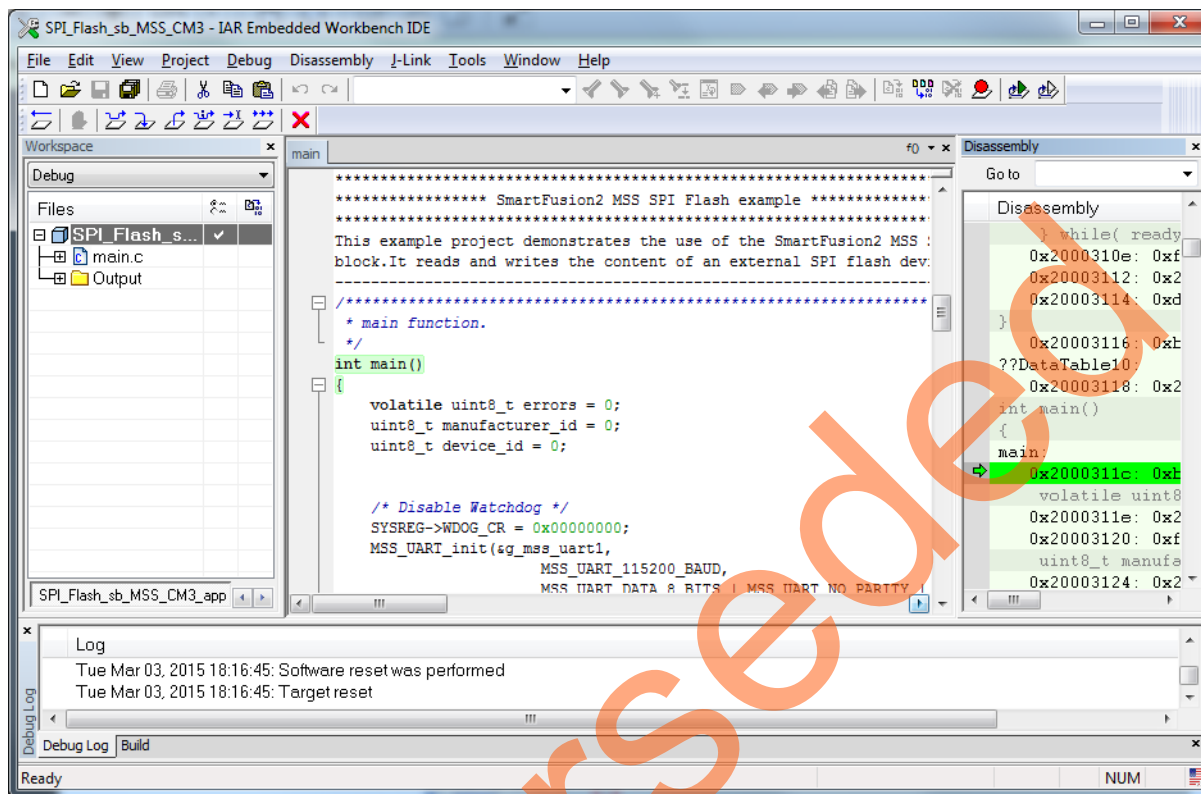 SPI_Flash_sb_MSS_CM3 - IAR Embedded Workbench IDE
File Edit View Project Debug Disassembly J-Link Tools Window Help
Workspace
Debug
Files
SPI_Flash_s...
main.c
Output
SPI_Flash_sb_MSS_CM3_app
main
f()
*******************************************************************
***************** SmartFusion2 MSS SPI Flash example *************
*******************************************************************
This example project demonstrates the use of the SmartFusion2 MSS
block.It reads and writes the content of an external SPI flash
-------------------------------------------------------------------
/******************************************************************
* main function.
*/
int main()
{
volatile uint8_t errors = 0;
uint8_t manufacturer_id = 0;
uint8_t device_id = 0;
/* Disable Watchdog */
SYSREG->WDOG_CR = 0x00000000;
MSS_UART_init(&g_mss_uart1,
MSS_UART_115200_BAUD,
MSS_UART_DATA_8_BITS | MSS_UART_NO_PARITY |
Disassembly
Go to
Disassembly
} while( ready
0x2000310e: 0xf
0x20003112: 0x2
0x20003114: 0xd
}
0x20003116: 0xb
??DataTable10:
0x20003118: 0x2
int main()
{
main:
0x2000311c: 0xb
volatile uint8
0x2000311e: 0x2
0x20003120: 0xf
uint8_t manufa
0x20003124: 0x2
Debug Log
Log
Tue Mar 03, 2015 18:16:45: Software reset was performed
Tue Mar 03, 2015 18:16:45: Target reset
Debug Log Build
Ready
NUM
rseded